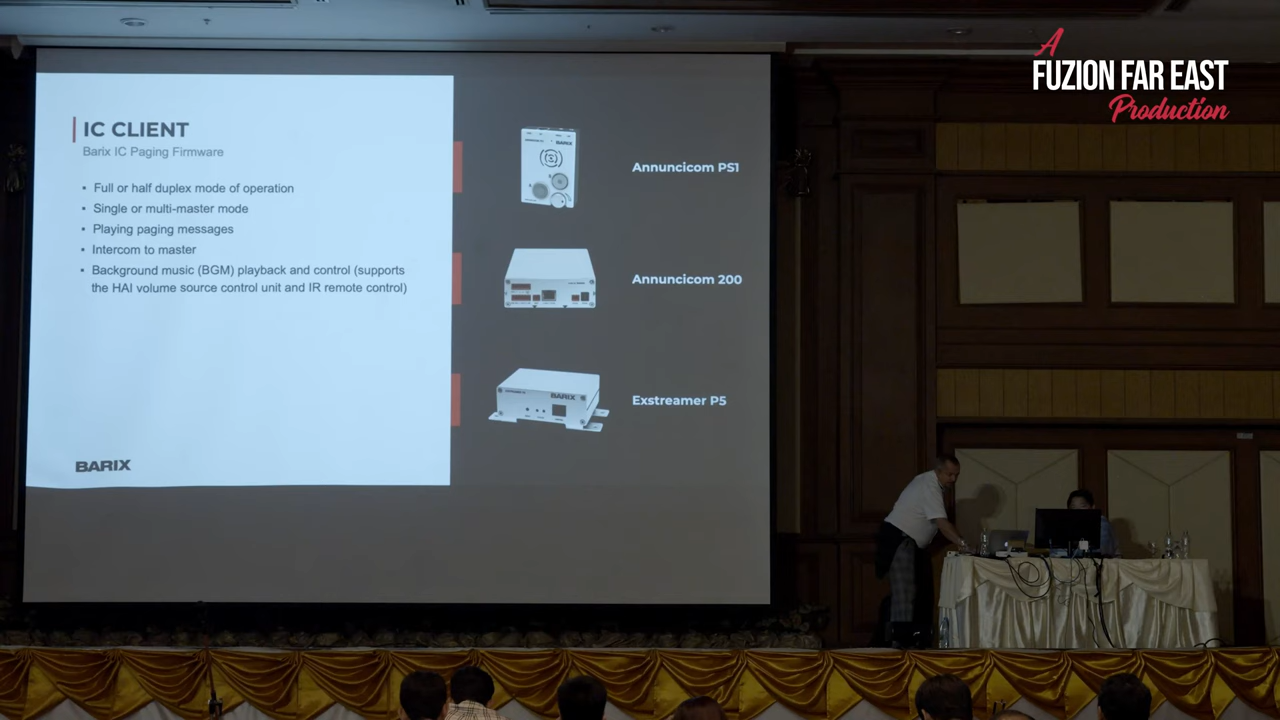 A
FUZION FAR EAST
Production
IC CLIENT
Barix IC Paging Firmware
• Full or half duplex mode of operation
• Single or multi-master mode
• Playing paging messages
• Intercom to master
• Background music (BGM) playback and control (supports
the HAI volume source control unit and IR remote control)
BARIX
Annuncicom PS1
Annuncicom 200
Exstreamer P5
BARIX
BARIX